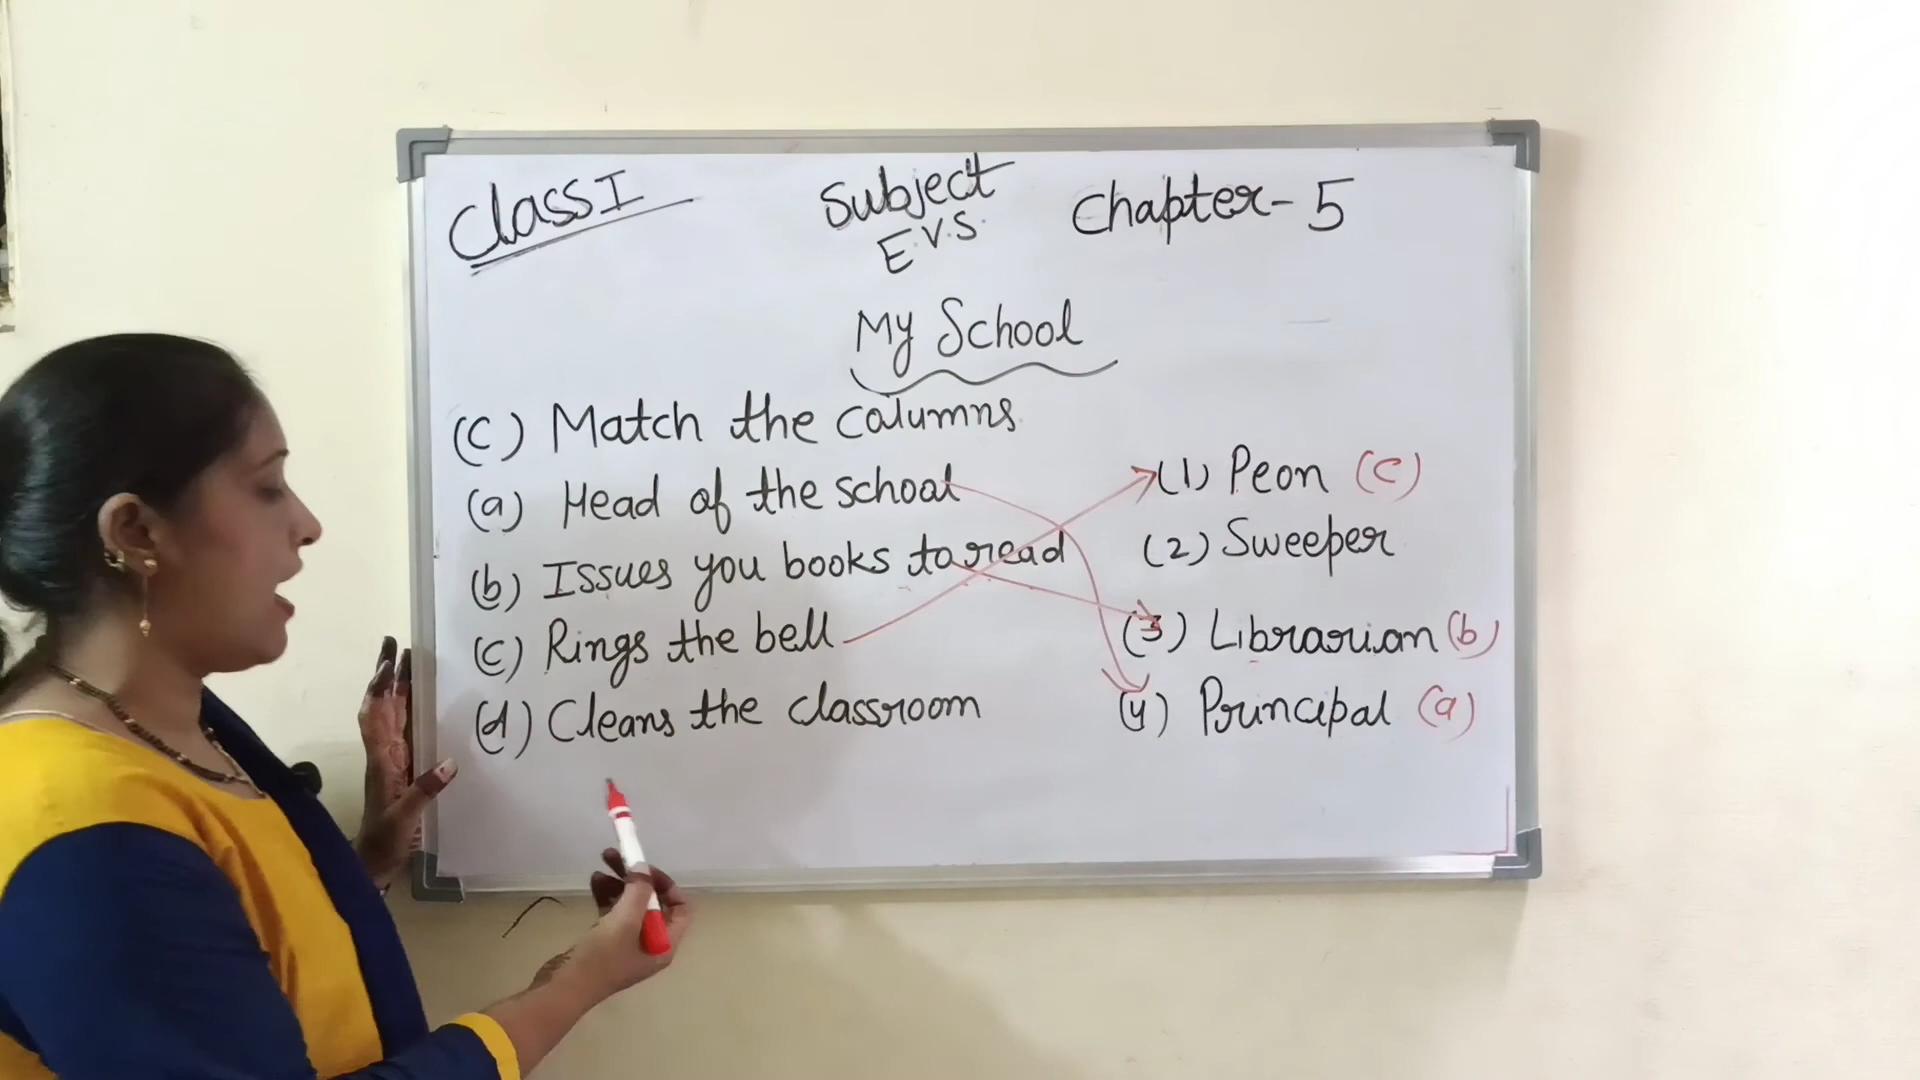 Class I
Subject
E.V.S.
Chapter - 5
My School
(C) Match the columns
(a) Head of the school
(b) Issues you books to read
(c) Rings the bell
(d) Cleans the classroom
(1) Peon (c)
(2) Sweeper
(3) Librarian (b)
(4) Principal (a)